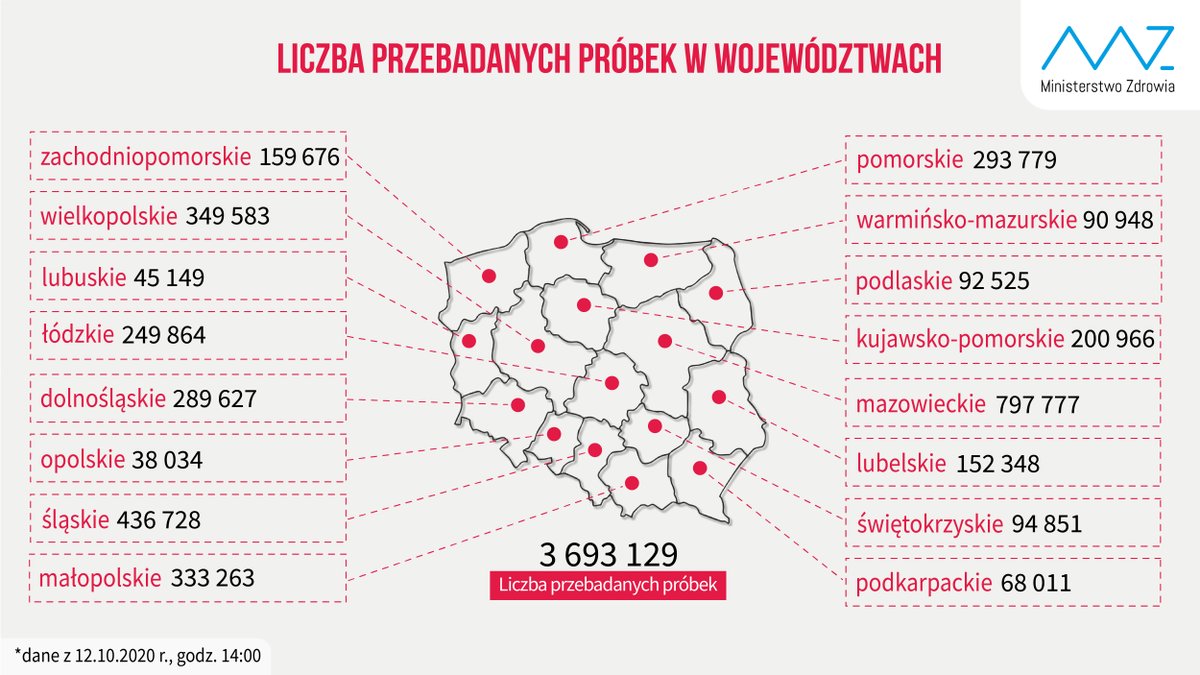 LICZBA PRZEBADANYCH PRÓBEK W WOJEWÓDZTWACH
Ministerstwo Zdrowia
zachodniopomorskie 159 676
wielkopolskie 349 583
lubuskie 45 149
łódzkie 249 864
dolnośląskie 289 627
opolskie 38 034
śląskie 436 728
małopolskie 333 263
pomorskie 293 779
warmińsko-mazurskie 90 948
podlaskie 92 525
kujawsko-pomorskie 200 966
mazowieckie 797 777
lubelskie 152 348
świętokrzyskie 94 851
podkarpackie 68 011
3 693 129
Liczba przebadanych próbek
*dane z 12.10.2020 r., godz. 14:00